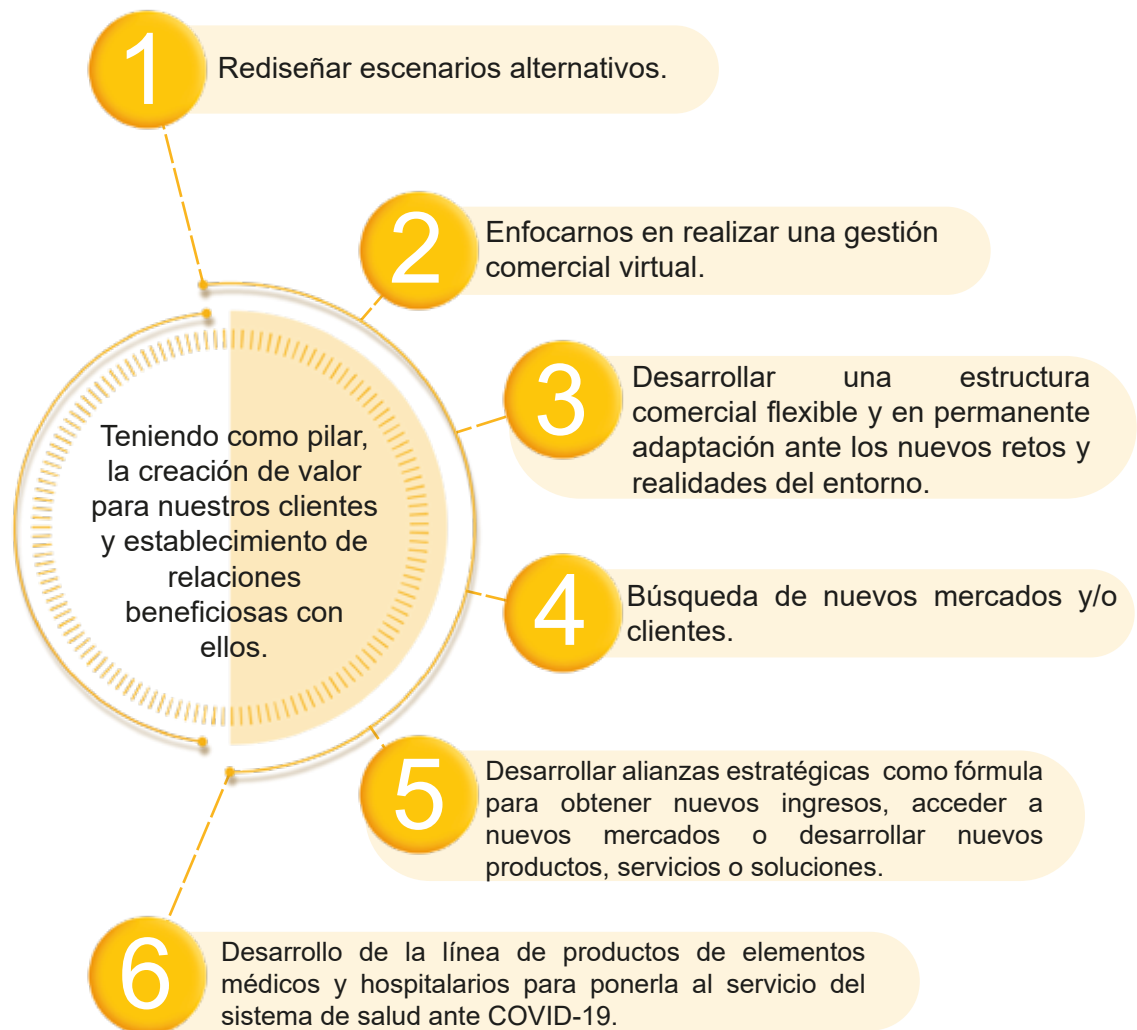 1
Rediseñar escenarios alternativos.
2
Enfocarnos en realizar una gestión
comercial virtual.
3
Desarrollar una estructura
comercial flexible y en permanente
adaptación ante los nuevos retos y
realidades del entorno.
Teniendo como pilar,
la creación de valor
para nuestros clientes
y establecimiento de
relaciones
beneficiosas con
ellos.
4
Búsqueda de nuevos mercados y/o
clientes.
5
Desarrollar alianzas estratégicas como fórmula
para obtener nuevos ingresos, acceder a
nuevos mercados o desarrollar nuevos
productos, servicios o soluciones.
6
Desarrollo de la línea de productos de elementos
médicos y hospitalarios para ponerla al servicio del
sistema de salud ante COVID-19.